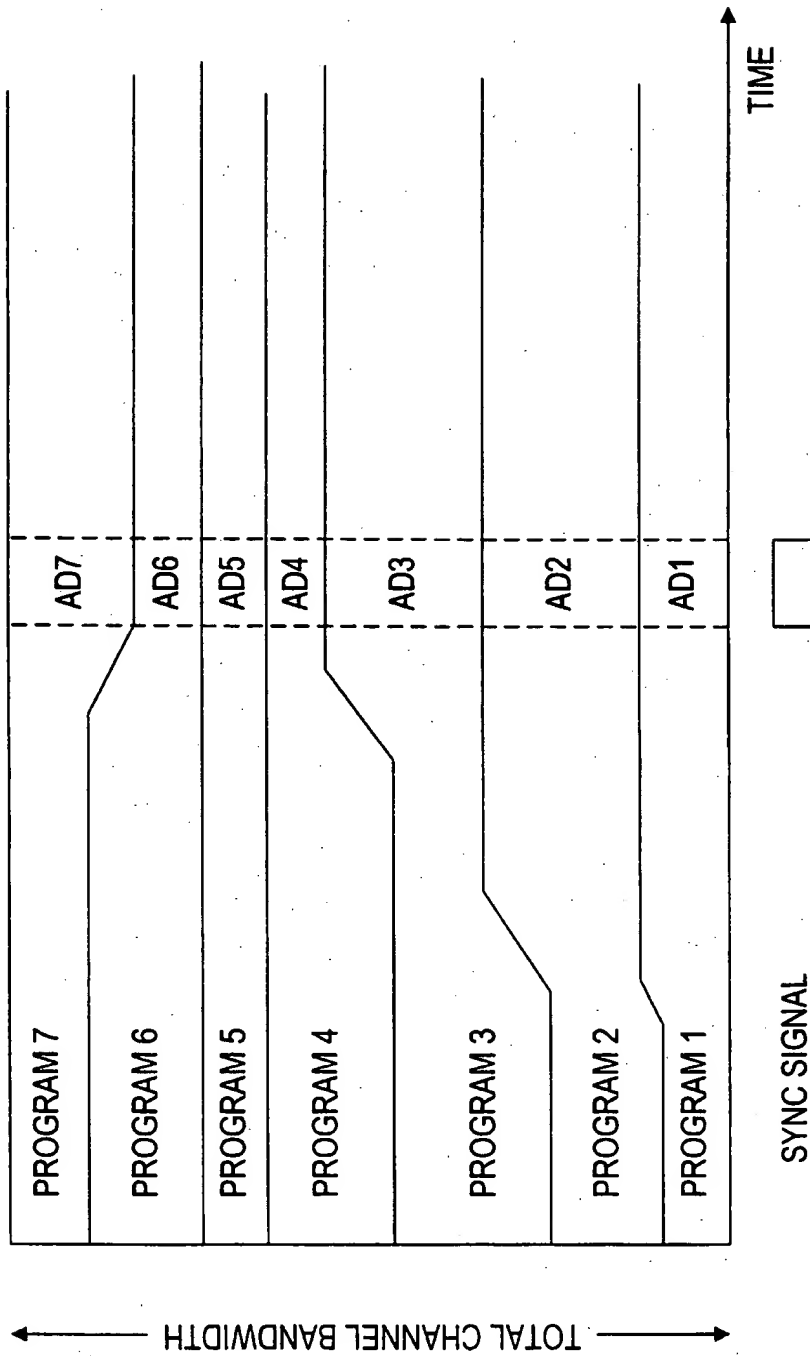 TOTAL CHANNEL BANDWIDTH
PROGRAM 7
AD7
PROGRAM 6
AD6
PROGRAM 5
AD5
PROGRAM 4
AD4
PROGRAM 3
AD3
PROGRAM 2
AD2
PROGRAM 1
AD1
TIME
SYNC SIGNAL